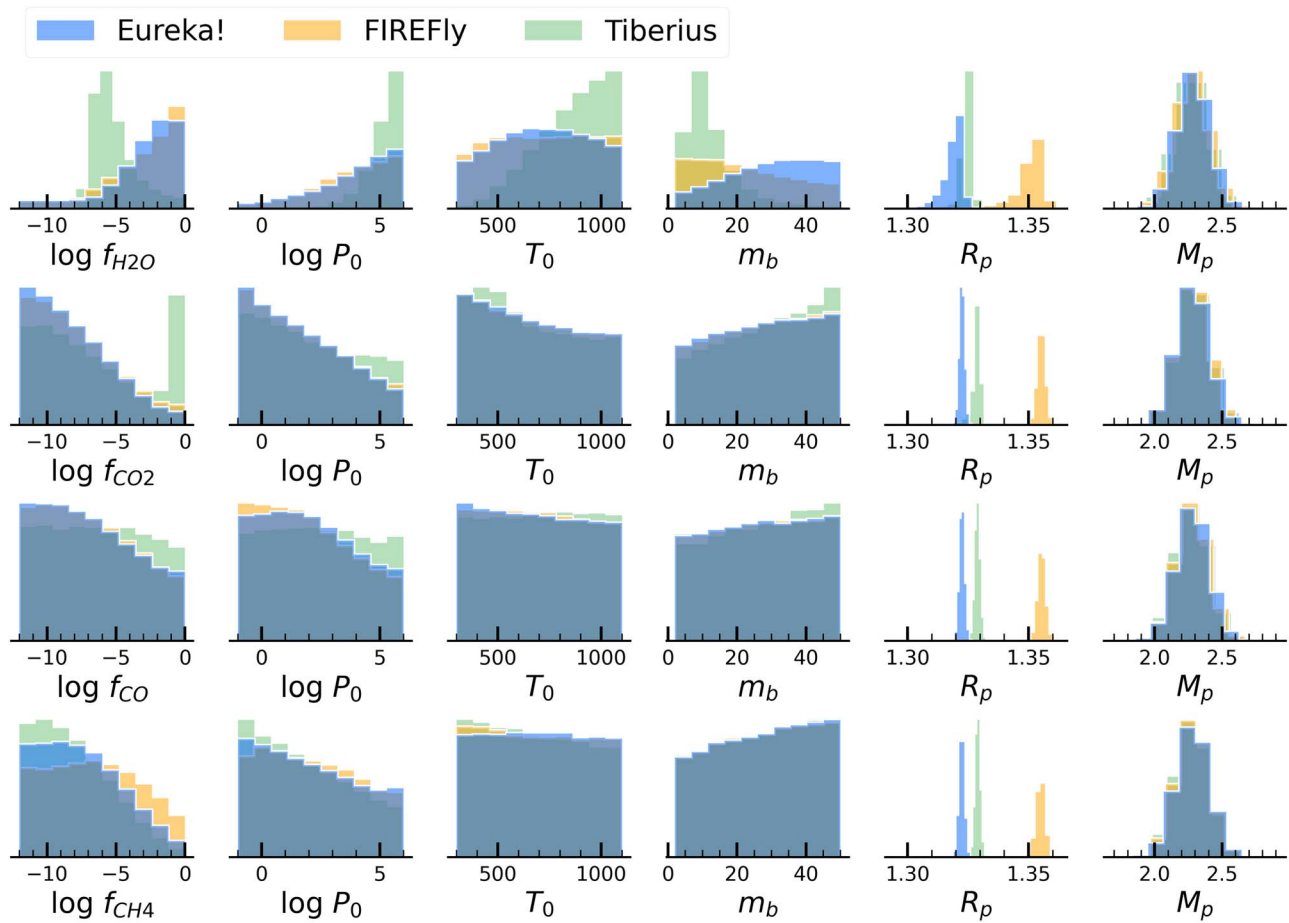 Eureka! FIREFly Tiberius
−10 −5 0 0 5 500 1000 0 20 40 1.30 1.35 2.0 2.5
log f_H2O log P_0 T_0 m_b R_p M_p
−10 −5 0 0 5 500 1000 0 20 40 1.30 1.35 2.0 2.5
log f_CO2 log P_0 T_0 m_b R_p M_p
−10 −5 0 0 5 500 1000 0 20 40 1.30 1.35 2.0 2.5
log f_CO log P_0 T_0 m_b R_p M_p
−10 −5 0 0 5 500 1000 0 20 40 1.30 1.35 2.0 2.5
log f_CH4 log P_0 T_0 m_b R_p M_p